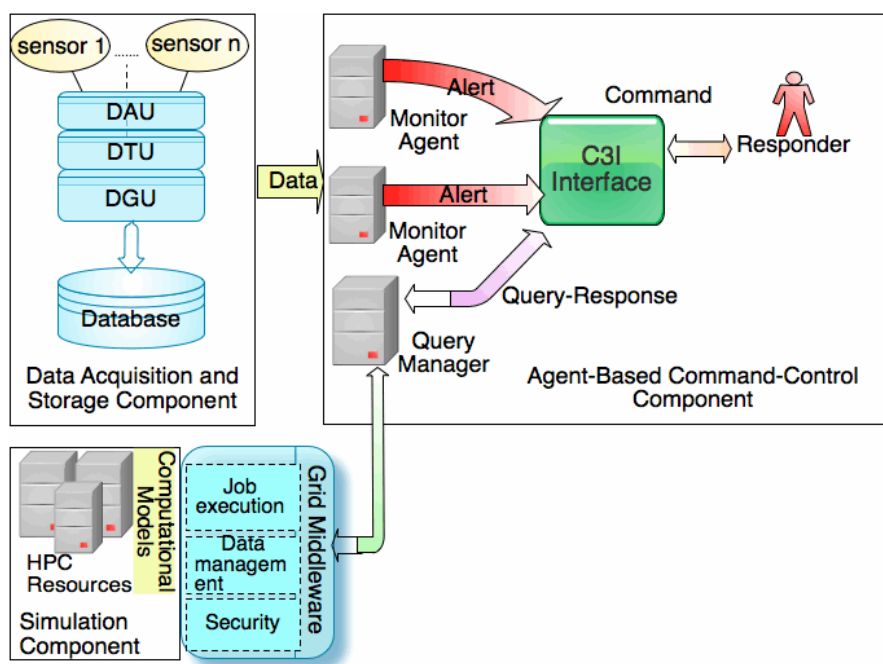 sensor 1
......
sensor n
DAU
DTU
DGU
Database
Data Acquisition and
Storage Component
Data
Alert
Monitor
Agent
Alert
Monitor
Agent
C3I
Interface
Command
Responder
Query-Response
Query
Manager
Agent-Based Command-Control
Component
HPC
Resources
Computational
Models
Simulation
Component
Job
execution
Data
managem
ent
Security
Grid Middleware